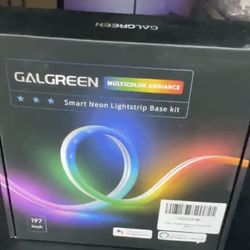 GALGREEN
GALGREEN MULTICOLOR AMBIANCE
Smart Neon Lightstrip Base kit
197
inch